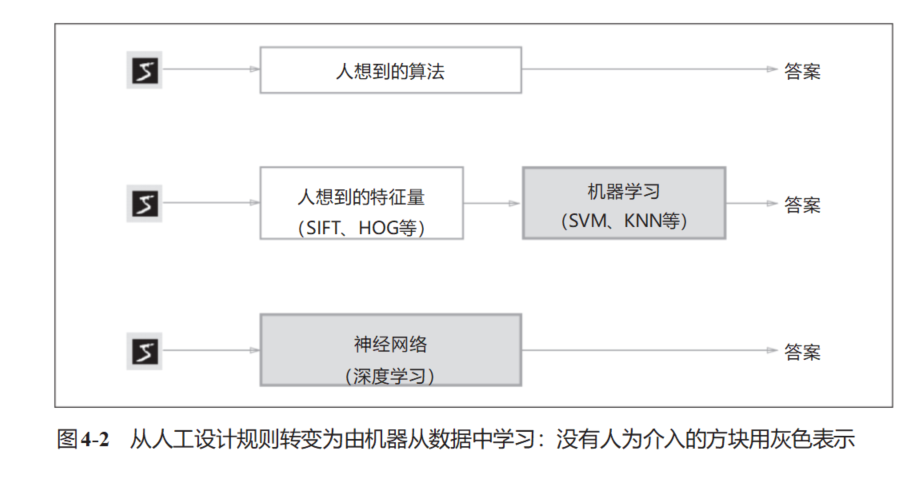 5
人想到的算法
答案
5
人想到的特征量
（SIFT、HOG等）
机器学习
（SVM、KNN等）
答案
5
神经网络
（深度学习）
答案
图4-2 从人工设计规则转变为由机器从数据中学习：没有人为介入的方块用灰色表示